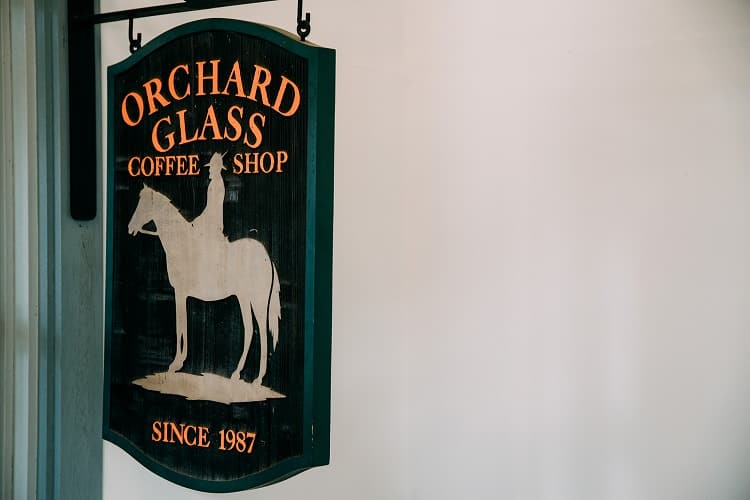 ORCHARD
GLASS
COFFEE SHOP
SINCE 1987